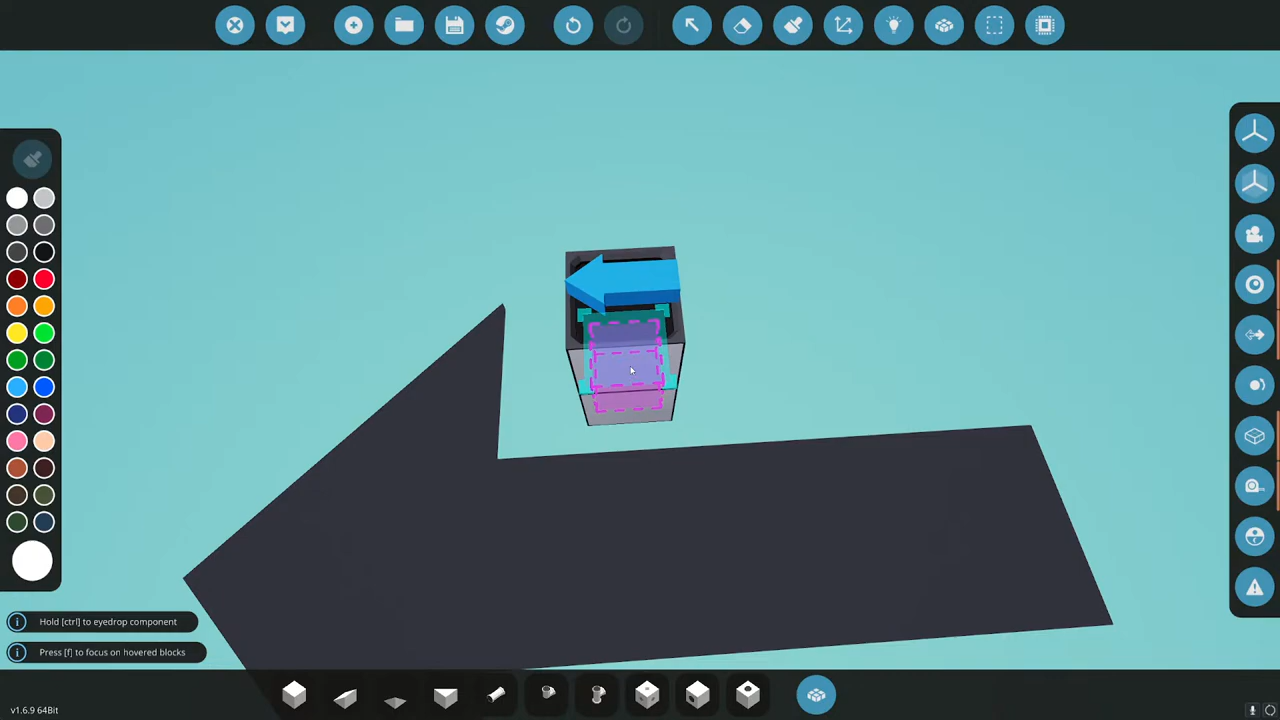 Hold [ctrl] to eyedrop component
Press [f] to focus on hovered blocks
v1.6.9 64Bit